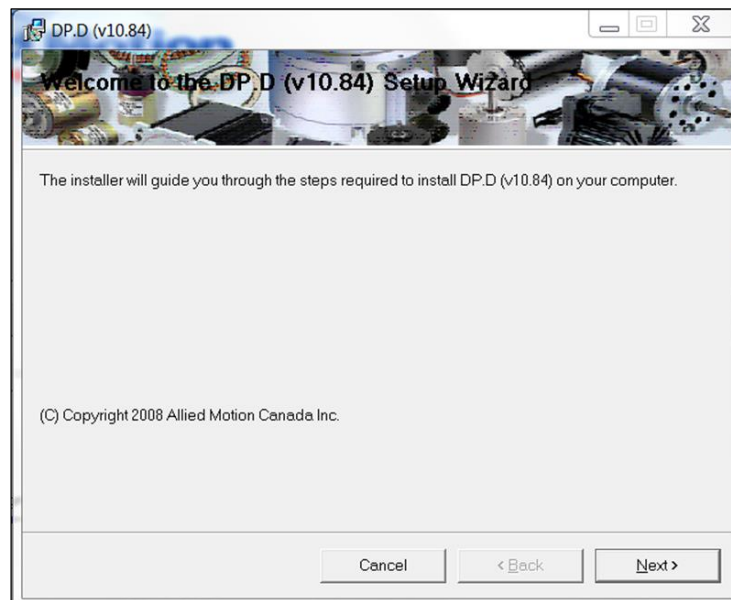 DP.D (v10.84)
Welcome to the DP.D (v10.84) Setup Wizard
The installer will guide you through the steps required to install DP.D (v10.84) on your computer.
(C) Copyright 2008 Allied Motion Canada Inc.
Cancel
< Back
Next >